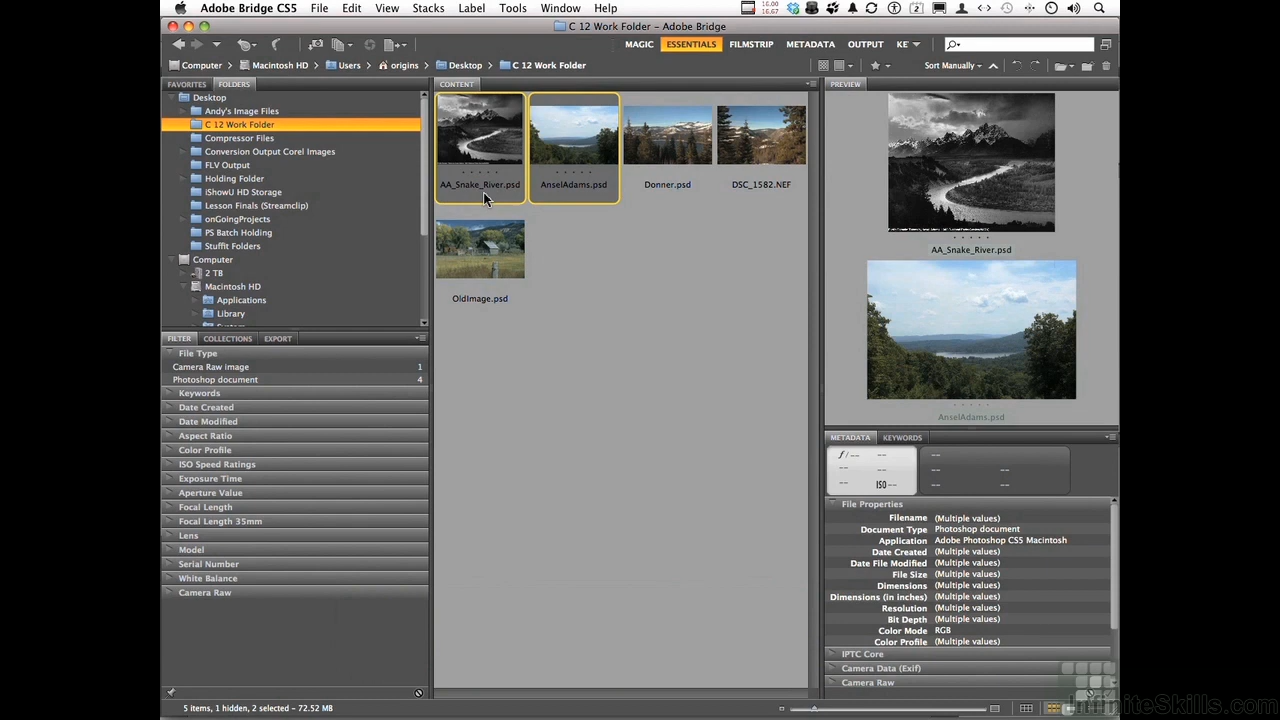 Adobe Bridge CS5 File Edit View Stacks Label Tools Window Help
C 12 Work Folder – Adobe Bridge
MAGIC ESSENTIALS FILMSTRIP METADATA OUTPUT
Computer Macintosh HD Users origins Desktop C 12 Work Folder
Sort Manually
FAVORITES FOLDERS
Desktop
Andy's Image Files
C 12 Work Folder
Compressor Files
Conversion Output Corel Images
FLV Output
Holding Folder
iShowU HD Storage
Lesson Finals (Streamclip)
onGoingProjects
PS Batch Holding
StuffIt Folders
Computer
2 TB
Macintosh HD
Applications
Library
FILTER COLLECTIONS EXPORT
File Type
Camera Raw image 1
Photoshop document 4
Keywords
Date Created
Date Modified
Aspect Ratio
Color Profile
ISO Speed Ratings
Exposure Time
Aperture Value
Focal Length
Focal Length 35mm
Lens
Model
Serial Number
White Balance
Camera Raw
5 items, 1 hidden, 2 selected – 72.52 MB
CONTENT
AA_Snake_River.psd AnselAdams.psd Donner.psd DSC_1582.NEF
OldImage.psd
PREVIEW
AA_Snake_River.psd
AnselAdams.psd
METADATA KEYWORDS
f/-- --
-- --
-- ISO --
--
-- --
-- --
File Properties
Filename (Multiple values)
Document Type Photoshop document
Application Adobe Photoshop CS5 Macintosh
Date Created (Multiple values)
Date File Modified (Multiple values)
File Size (Multiple values)
Dimensions (Multiple values)
Dimensions (in inches) (Multiple values)
Resolution (Multiple values)
Bit Depth (Multiple values)
Color Mode RGB
Color Profile (Multiple values)
IPTC Core
Camera Data (Exif)
Camera Raw
InfiniteSkills.com